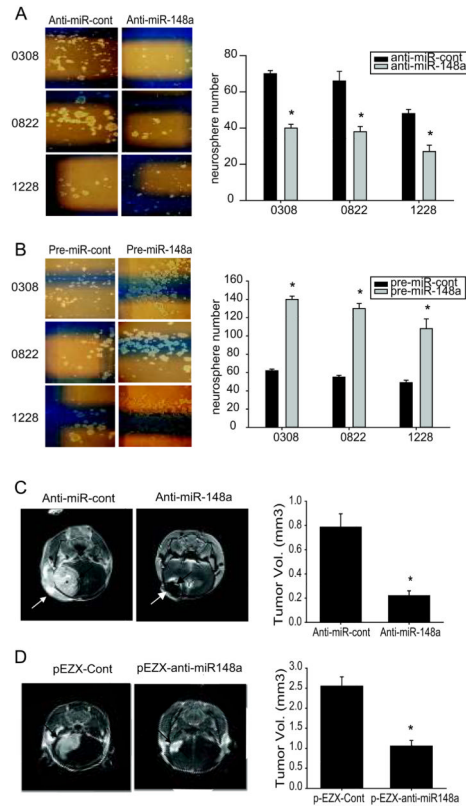 A
Anti-miR-cont Anti-miR-148a
0308
0822
1228
neurosphere number
80
60
40
20
0
anti-miR-cont
anti-miR-148a
* * *
0308 0822 1228
B
Pre-miR-cont Pre-miR-148a
0308
0822
1228
neurosphere number
160
140
120
100
80
60
40
20
0
pre-miR-cont
pre-miR-148a
* * *
0308 0822 1228
C
Anti-miR-cont Anti-miR-148a
Tumor Vol. (mm3)
1.0
0.8
0.6
0.4
0.2
0.0
*
Anti-miR-cont Anti-miR-148a
D
pEZX-Cont pEZX-anti-miR148a
Tumor Vol. (mm3)
3.0
2.5
2.0
1.5
1.0
0.5
0.0
*
p-EZX-Cont p-EZX-anti-miR148a